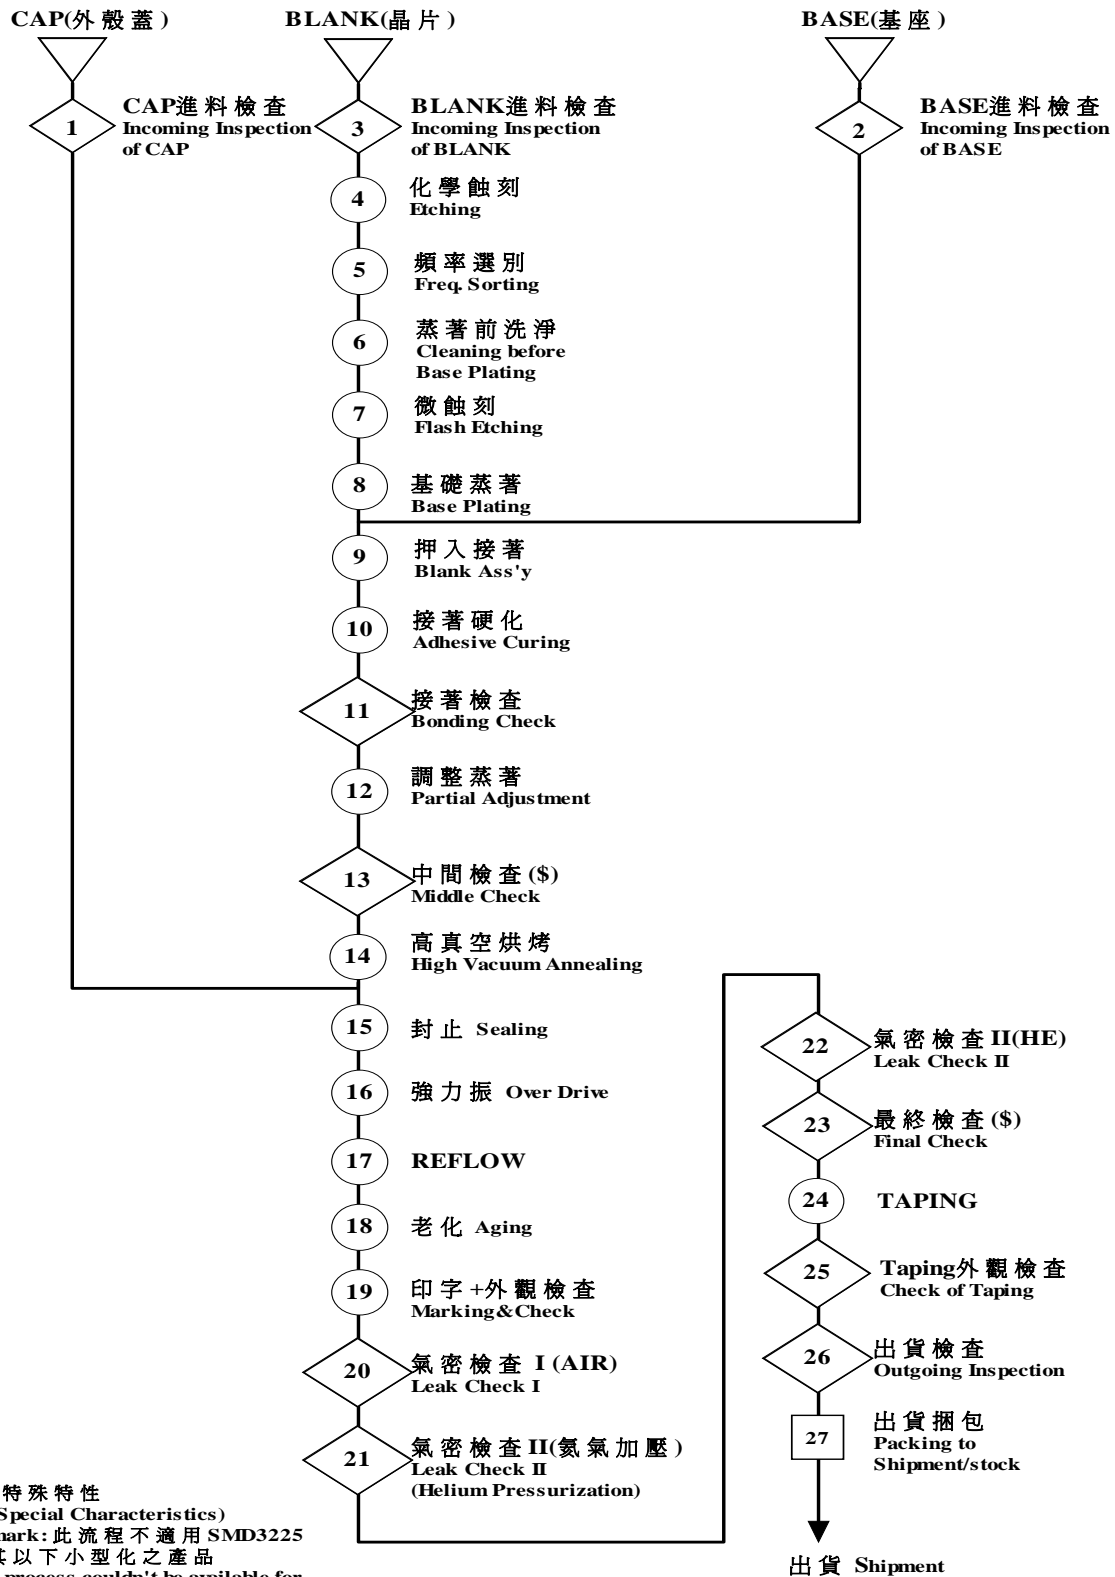 CAP(外殼蓋)
BLANK(晶片)
BASE(基座)
1
CAP進料檢查
Incoming Inspection
of CAP
3
BLANK進料檢查
Incoming Inspection
of BLANK
2
BASE進料檢查
Incoming Inspection
of BASE
4
化學蝕刻
Etching
5
頻率選別
Freq. Sorting
6
蒸著前洗淨
Cleaning before
Base Plating
7
微蝕刻
Flash Etching
8
基礎蒸著
Base Plating
9
押入接著
Blank Ass'y
10
接著硬化
Adhesive Curing
11
接著檢查
Bonding Check
12
調整蒸著
Partial Adjustment
13
中間檢查($)
Middle Check
14
高真空烘烤
High Vacuum Annealing
15
封止 Sealing
16
強力振 Over Drive
17
REFLOW
18
老化 Aging
19
印字+外觀檢查
Marking&Check
20
氣密檢查 I (AIR)
Leak Check I
21
氣密檢查II(氦氣加壓)
Leak Check II
(Helium Pressurization)
22
氣密檢查II(HE)
Leak Check II
23
最終檢查($)
Final Check
24
TAPING
25
Taping外觀檢查
Check of Taping
26
出貨檢查
Outgoing Inspection
27
出貨捆包
Packing to
Shipment/stock
出貨 Shipment
特殊特性
Special Characteristics)
mark:此流程不適用SMD3225
其以下小型化之產品
process couldn't be available for